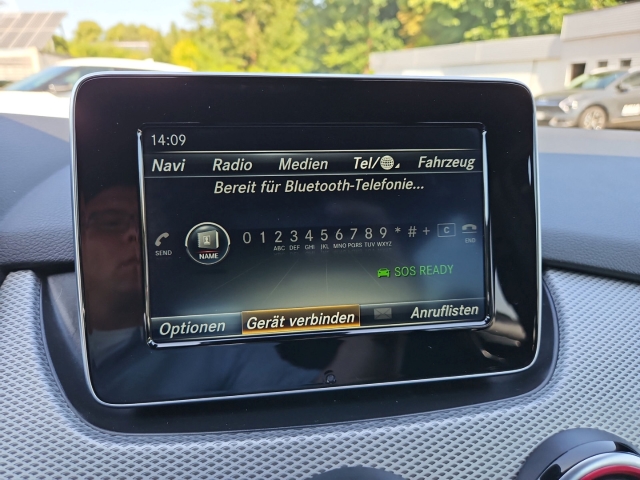 14:09
Navi Radio Medien Tel/ Fahrzeug
Bereit für Bluetooth-Telefonie...
SEND NAME 0 1 2 3 4 5 6 7 8 9 * # + C END
ABC DEF GHI JKL MNO PQRS TUV WXYZ
SOS READY
Optionen Gerät verbinden Anruflisten